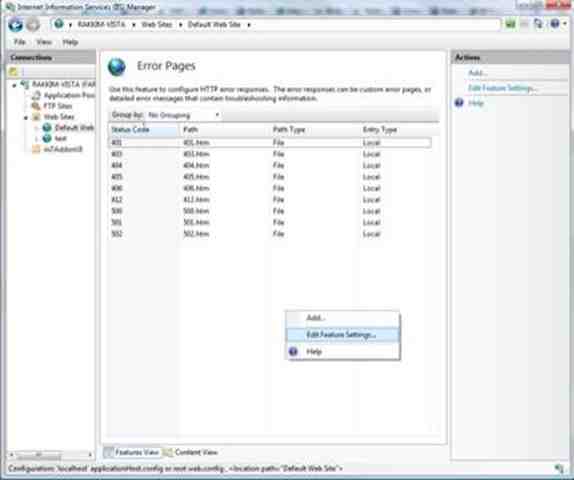 Internet Information Services (IIS) Manager
RAKKIM-VISTA ▸ Web Sites ▸ Default Web Site ▸
File View Help
Connections
RAKKIM-VISTA (RAK
Application Poo
FTP Sites
Web Sites
Default Web
test
Error Pages
Use this feature to configure HTTP error responses. The error responses can be custom error pages, or
detailed error messages that contain troubleshooting information.
Group by: No Grouping
Status Code Path Path Type Entry Type
401 401.htm File Local
403 403.htm File Local
404 404.htm File Local
405 405.htm File Local
406 406.htm File Local
412 412.htm File Local
500 500.htm File Local
501 501.htm File Local
502 502.htm File Local
Add...
Edit Feature Settings...
Help
Actions
Add...
Edit Feature Settings...
Help
Features View Content View
Configuration: 'localhost' applicationHost.config or root web.config, <location path="Default Web Site">